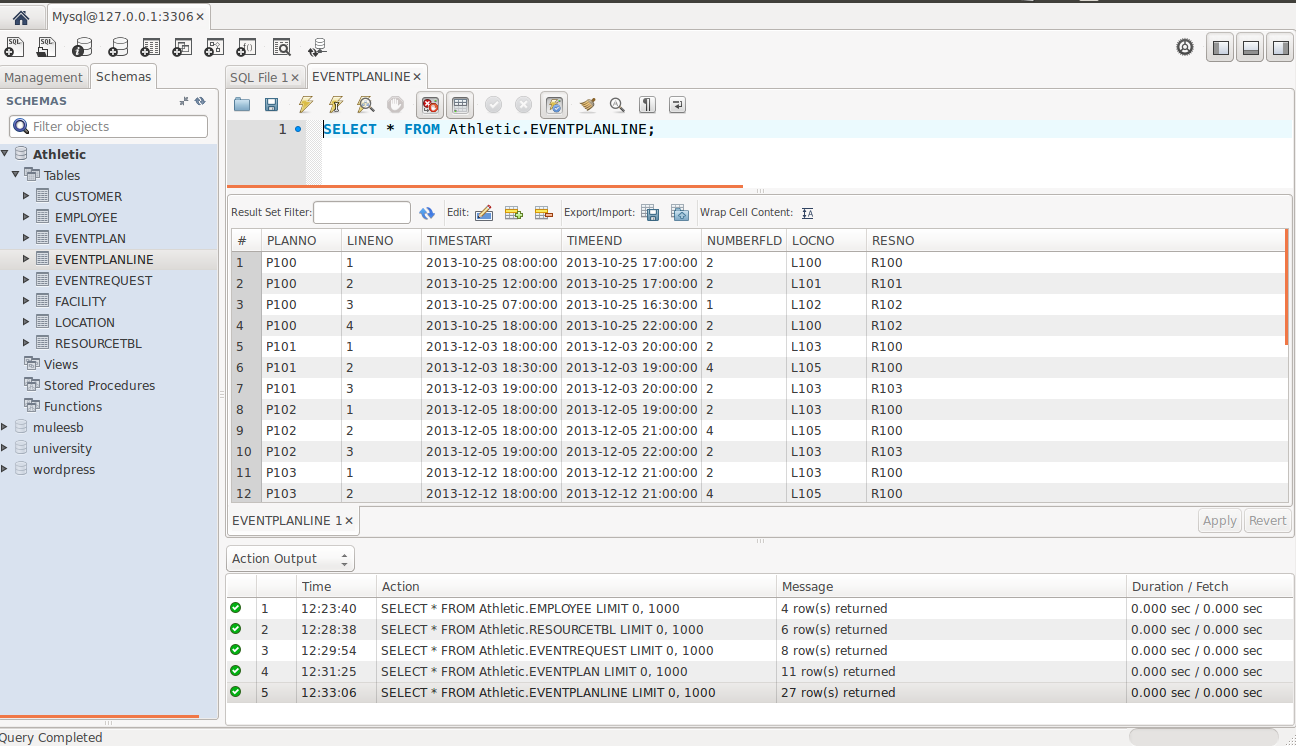 Mysql@127.0.0.1:3306 ×
SQL SQL
Management Schemas SQL File 1 × EVENTPLANLINE ×
SCHEMAS
Filter objects
1 SELECT * FROM Athletic.EVENTPLANLINE;
Athletic
Tables
CUSTOMER
EMPLOYEE
EVENTPLAN
EVENTPLANLINE
EVENTREQUEST
FACILITY
LOCATION
RESOURCETBL
Views
Stored Procedures
Functions
muleesb
university
wordpress
Result Set Filter: Edit: Export/Import: Wrap Cell Content:
# PLANNO LINENO TIMESTART TIMEEND NUMBERFLD LOCNO RESNO
1 P100 1 2013-10-25 08:00:00 2013-10-25 17:00:00 2 L100 R100
2 P100 2 2013-10-25 12:00:00 2013-10-25 17:00:00 2 L101 R101
3 P100 3 2013-10-25 07:00:00 2013-10-25 16:30:00 1 L102 R102
4 P100 4 2013-10-25 18:00:00 2013-10-25 22:00:00 2 L100 R102
5 P101 1 2013-12-03 18:00:00 2013-12-03 20:00:00 2 L103 R100
6 P101 2 2013-12-03 18:30:00 2013-12-03 19:00:00 4 L105 R100
7 P101 3 2013-12-03 19:00:00 2013-12-03 20:00:00 2 L103 R103
8 P102 1 2013-12-05 18:00:00 2013-12-05 19:00:00 2 L103 R100
9 P102 2 2013-12-05 18:00:00 2013-12-05 21:00:00 4 L105 R100
10 P102 3 2013-12-05 19:00:00 2013-12-05 22:00:00 2 L103 R103
11 P103 1 2013-12-12 18:00:00 2013-12-12 21:00:00 2 L103 R100
12 P103 2 2013-12-12 18:00:00 2013-12-12 21:00:00 4 L105 R100
EVENTPLANLINE 1 × Apply Revert
Action Output
Time Action Message Duration / Fetch
1 12:23:40 SELECT * FROM Athletic.EMPLOYEE LIMIT 0, 1000 4 row(s) returned 0.000 sec / 0.000 sec
2 12:28:38 SELECT * FROM Athletic.RESOURCETBL LIMIT 0, 1000 6 row(s) returned 0.000 sec / 0.000 sec
3 12:29:54 SELECT * FROM Athletic.EVENTREQUEST LIMIT 0, 1000 8 row(s) returned 0.000 sec / 0.000 sec
4 12:31:25 SELECT * FROM Athletic.EVENTPLAN LIMIT 0, 1000 11 row(s) returned 0.000 sec / 0.000 sec
5 12:33:06 SELECT * FROM Athletic.EVENTPLANLINE LIMIT 0, 1000 27 row(s) returned 0.000 sec / 0.000 sec
Query Completed